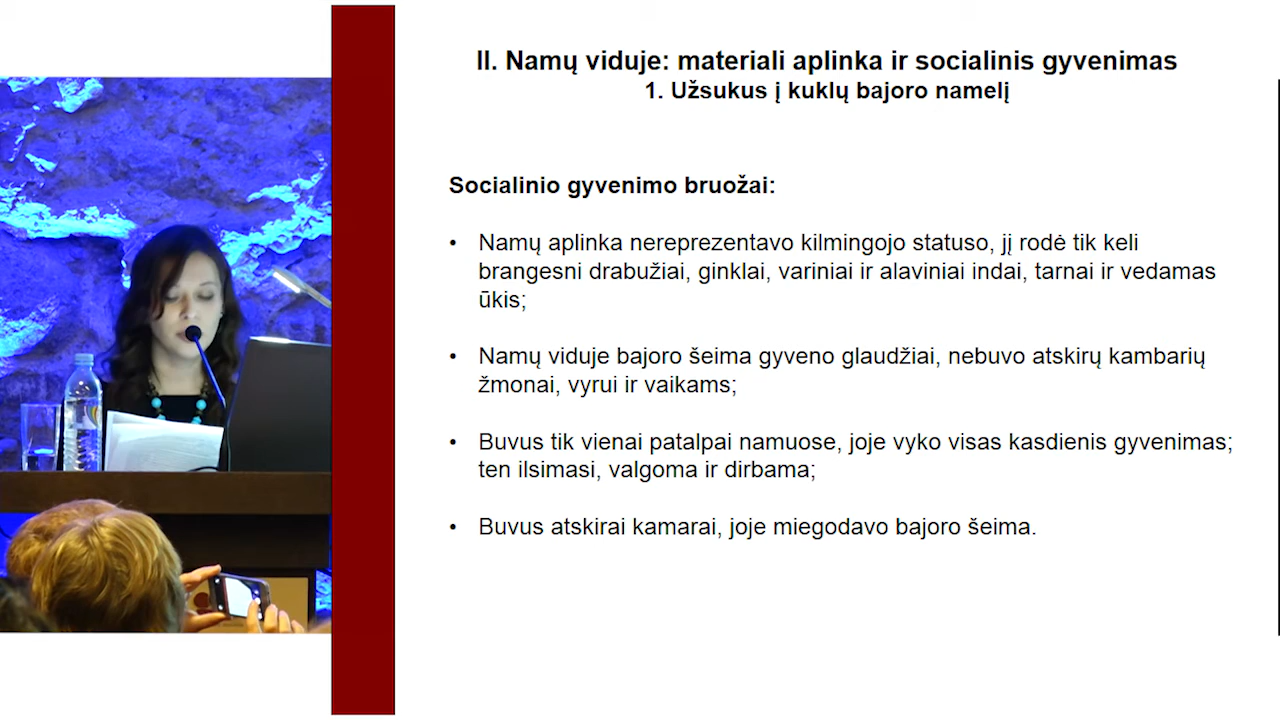 II. Namų viduje: materiali aplinka ir socialinis gyvenimas
1. Užsukus į kuklų bajoro namelį
Socialinio gyvenimo bruožai:
• Namų aplinka nereprezentavo kilmingojo statuso, jį rodė tik keli
brangesni drabužiai, ginklai, variniai ir alaviniai indai, tarnai ir vedamas
ūkis;
• Namų viduje bajoro šeima gyveno glaudžiai, nebuvo atskirų kambarių
žmonai, vyrui ir vaikams;
• Buvus tik vienai patalpai namuose, joje vyko visas kasdienis gyvenimas;
ten ilsimasi, valgoma ir dirbama;
• Buvus atskirai kamarai, joje miegodavo bajoro šeima.